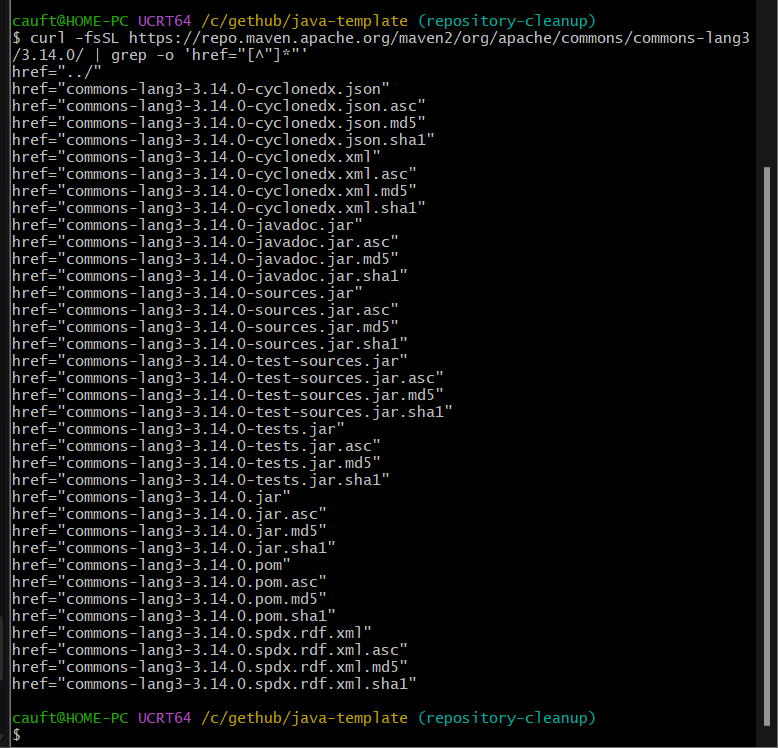 cauft@HOME-PC UCRT64 /c/gethub/java-template (repository-cleanup)
$ curl -fsSL https://repo.maven.apache.org/maven2/org/apache/commons/commons-lang3
/3.14.0/ | grep -o 'href="[^"]*"'
href="../"
href="commons-lang3-3.14.0-cyclonedx.json"
href="commons-lang3-3.14.0-cyclonedx.json.asc"
href="commons-lang3-3.14.0-cyclonedx.json.md5"
href="commons-lang3-3.14.0-cyclonedx.json.sha1"
href="commons-lang3-3.14.0-cyclonedx.xml"
href="commons-lang3-3.14.0-cyclonedx.xml.asc"
href="commons-lang3-3.14.0-cyclonedx.xml.md5"
href="commons-lang3-3.14.0-cyclonedx.xml.sha1"
href="commons-lang3-3.14.0-javadoc.jar"
href="commons-lang3-3.14.0-javadoc.jar.asc"
href="commons-lang3-3.14.0-javadoc.jar.md5"
href="commons-lang3-3.14.0-javadoc.jar.sha1"
href="commons-lang3-3.14.0-sources.jar"
href="commons-lang3-3.14.0-sources.jar.asc"
href="commons-lang3-3.14.0-sources.jar.md5"
href="commons-lang3-3.14.0-sources.jar.sha1"
href="commons-lang3-3.14.0-test-sources.jar"
href="commons-lang3-3.14.0-test-sources.jar.asc"
href="commons-lang3-3.14.0-test-sources.jar.md5"
href="commons-lang3-3.14.0-test-sources.jar.sha1"
href="commons-lang3-3.14.0-tests.jar"
href="commons-lang3-3.14.0-tests.jar.asc"
href="commons-lang3-3.14.0-tests.jar.md5"
href="commons-lang3-3.14.0-tests.jar.sha1"
href="commons-lang3-3.14.0.jar"
href="commons-lang3-3.14.0.jar.asc"
href="commons-lang3-3.14.0.jar.md5"
href="commons-lang3-3.14.0.jar.sha1"
href="commons-lang3-3.14.0.pom"
href="commons-lang3-3.14.0.pom.asc"
href="commons-lang3-3.14.0.pom.md5"
href="commons-lang3-3.14.0.pom.sha1"
href="commons-lang3-3.14.0.spdx.rdf.xml"
href="commons-lang3-3.14.0.spdx.rdf.xml.asc"
href="commons-lang3-3.14.0.spdx.rdf.xml.md5"
href="commons-lang3-3.14.0.spdx.rdf.xml.sha1"
cauft@HOME-PC UCRT64 /c/gethub/java-template (repository-cleanup)
$